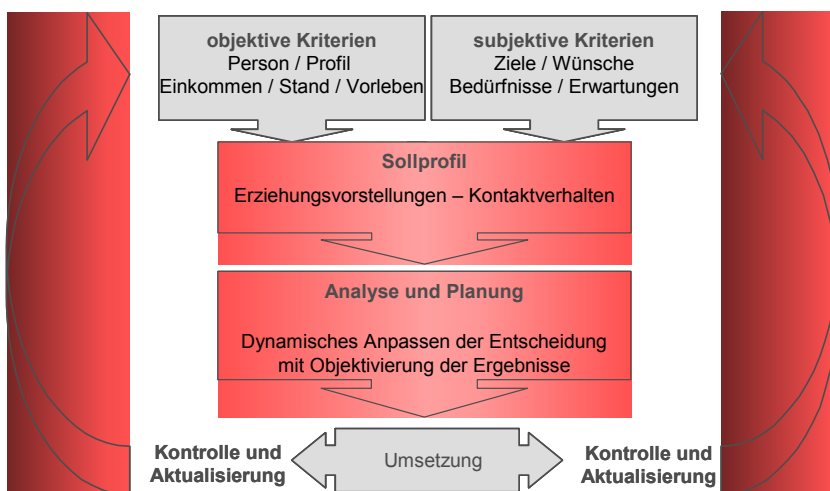 objektive Kriterien
Person / Profil
Einkommen / Stand / Vorleben
subjektive Kriterien
Ziele / Wünsche
Bedürfnisse / Erwartungen
Sollprofil
Erziehungsvorstellungen – Kontaktverhalten
Analyse und Planung
Dynamisches Anpassen der Entscheidung
mit Objektivierung der Ergebnisse
Kontrolle und
Aktualisierung
Umsetzung
Kontrolle und
Aktualisierung